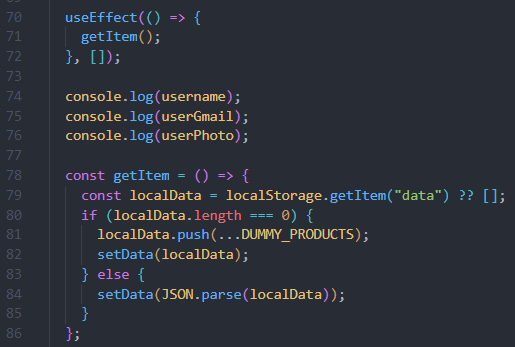 70 useEffect(() => {
71 getItem();
72 }, []);
73
74 console.log(username);
75 console.log(userGmail);
76 console.log(userPhoto);
77
78 const getItem = () => {
79 const localData = localStorage.getItem("data") ?? [];
80 if (localData.length === 0) {
81 localData.push(...DUMMY_PRODUCTS);
82 setData(localData);
83 } else {
84 setData(JSON.parse(localData));
85 }
86 };